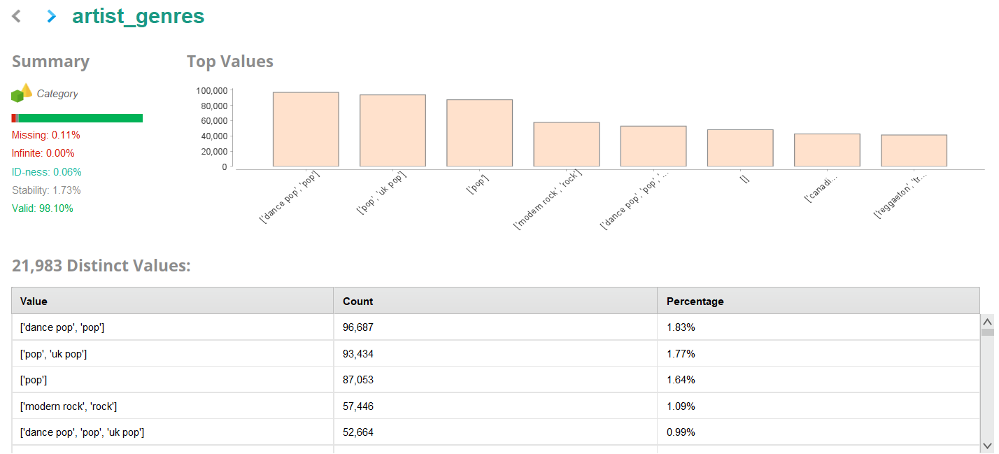 artist_genres
Summary
Category
Missing: 0.11%
Infinite: 0.00%
ID-ness: 0.06%
Stability: 1.73%
Valid: 98.10%
Top Values
100,000
80,000
60,000
40,000
20,000
0
['dance pop', 'pop']
['pop', 'uk pop']
['pop']
['modern rock', 'rock']
['dance pop', 'pop', '...
[]
['canadi...
['reggaeton', 'tr...
21,983 Distinct Values:
Value Count Percentage
['dance pop', 'pop'] 96,687 1.83%
['pop', 'uk pop'] 93,434 1.77%
['pop'] 87,053 1.64%
['modern rock', 'rock'] 57,446 1.09%
['dance pop', 'pop', 'uk pop'] 52,664 0.99%